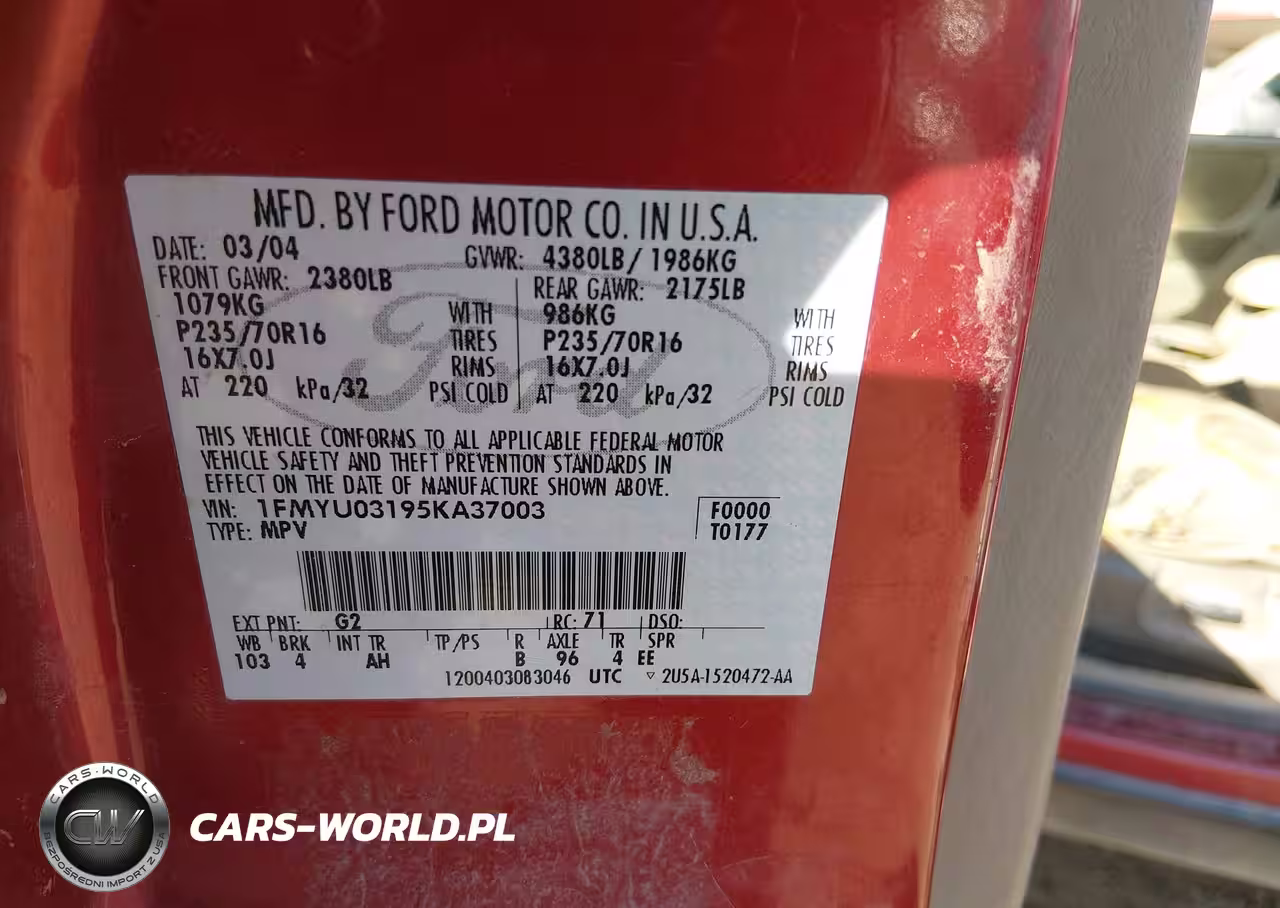 MFD. BY FORD MOTOR CO. IN U.S.A.
DATE: 03/04 GVWR: 4380LB/ 1986KG
FRONT GAWR: 2380LB REAR GAWR: 2175LB
1079KG WITH 986KG WITH
P235/70R16 TIRES P235/70R16 TIRES
16X7.0J RIMS 16X7.0J RIMS
AT 220 kPa/32 PSI COLD AT 220 kPa/32 PSI COLD
Ford
THIS VEHICLE CONFORMS TO ALL APPLICABLE FEDERAL MOTOR
VEHICLE SAFETY AND THEFT PREVENTION STANDARDS IN
EFFECT ON THE DATE OF MANUFACTURE SHOWN ABOVE.
VIN: 1FMYU03195KA37003 F0000
TYPE: MPV T0177
EXT PNT: G2 RC: 71 DSO:
WB BRK INT TR TP/PS R AXLE TR SPR
103 4 AH B 96 4 EE
1200403083046 UTC ▿ 2U5A-1520472-AA
CARS-WORLD
CW
BEZPOŚREDNI IMPORT Z USA
CARS-WORLD.PL